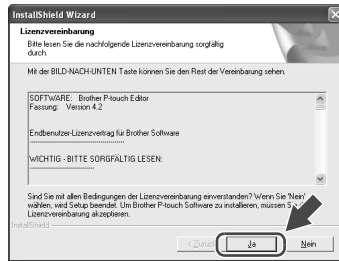 InstallShield Wizard
Lizenzvereinbarung
Bitte lesen Sie die nachfolgende Lizenzvereinbarung sorgfältig
durch.
Mit der BILD-NACH-UNTEN Taste können Sie den Rest der Vereinbarung sehen.
SOFTWARE: Brother P-touch Editor
Fassung: Version 4.2
Endbenutzer-Lizenzvertrag für Brother Software
WICHTIG - BITTE SORGFÄLTIG LESEN:
Sind Sie mit allen Bedingungen der Lizenzvereinbarung einverstanden? Wenn Sie 'Nein'
wählen, wird Setup beendet. Um Brother P-touch Software zu installieren, müssen
Lizenzvereinbarung akzeptieren.
InstallShield
< Zurück
Ja
Nein